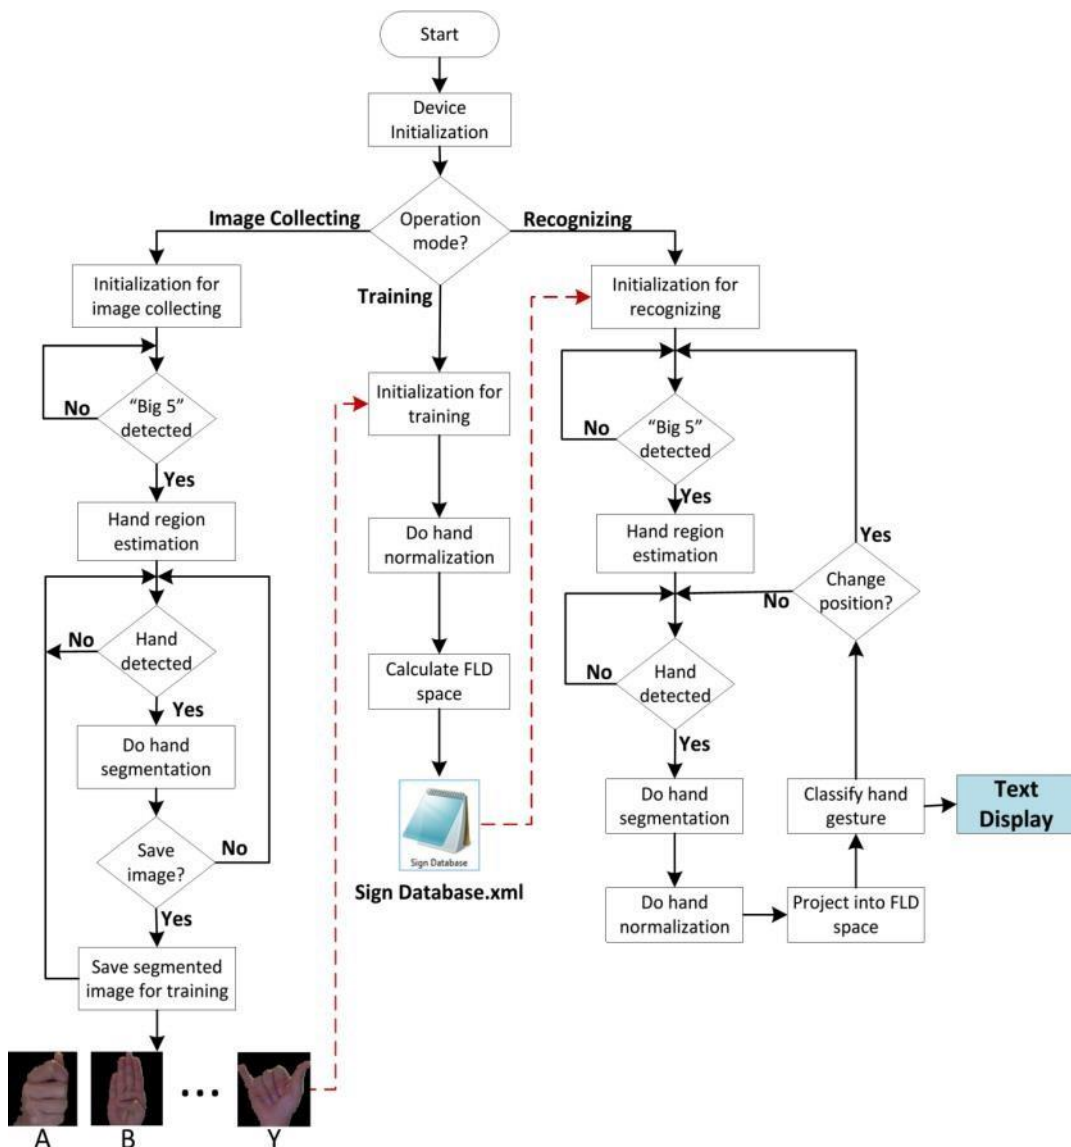 Start
Device
Initialization
Operation
mode?
Image Collecting
Recognizing
Training
Initialization for
image collecting
"Big 5"
detected
No
Yes
Hand region
estimation
Hand
detected
No
Yes
Do hand
segmentation
Save
image?
No
Yes
Save segmented
image for training
A
B
...
Y
Initialization for
training
Do hand
normalization
Calculate FLD
space
Sign Database
Sign Database.xml
Initialization for
recognizing
"Big 5"
detected
No
Yes
Hand region
estimation
Hand
detected
No
Yes
Do hand
segmentation
Do hand
normalization
Project into FLD
space
Classify hand
gesture
Text
Display
Change
position?
No
Yes